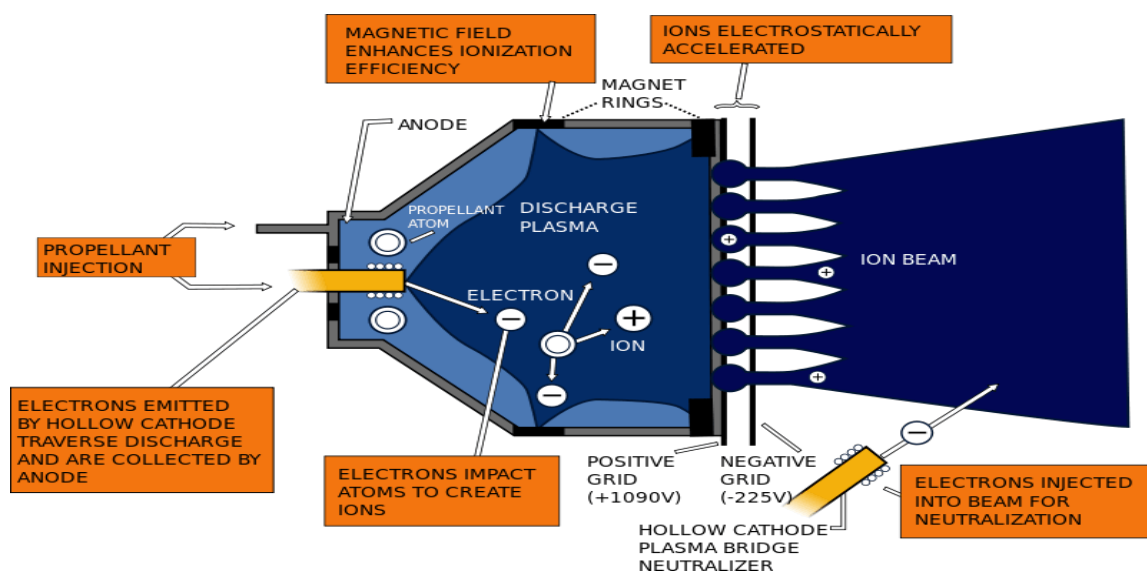 MAGNETIC FIELD
ENHANCES IONIZATION
EFFICIENCY
IONS ELECTROSTATICALLY
ACCELERATED
MAGNET
RINGS
ANODE
PROPELLANT
ATOM
DISCHARGE
PLASMA
PROPELLANT
INJECTION
ELECTRON
ION
ION BEAM
ELECTRONS EMITTED
BY HOLLOW CATHODE
TRAVERSE DISCHARGE
AND ARE COLLECTED BY
ANODE
ELECTRONS IMPACT
ATOMS TO CREATE
IONS
POSITIVE
GRID
(+1090V)
NEGATIVE
GRID
(-225V)
HOLLOW CATHODE
PLASMA BRIDGE
NEUTRALIZER
ELECTRONS INJECTED
INTO BEAM FOR
NEUTRALIZATION